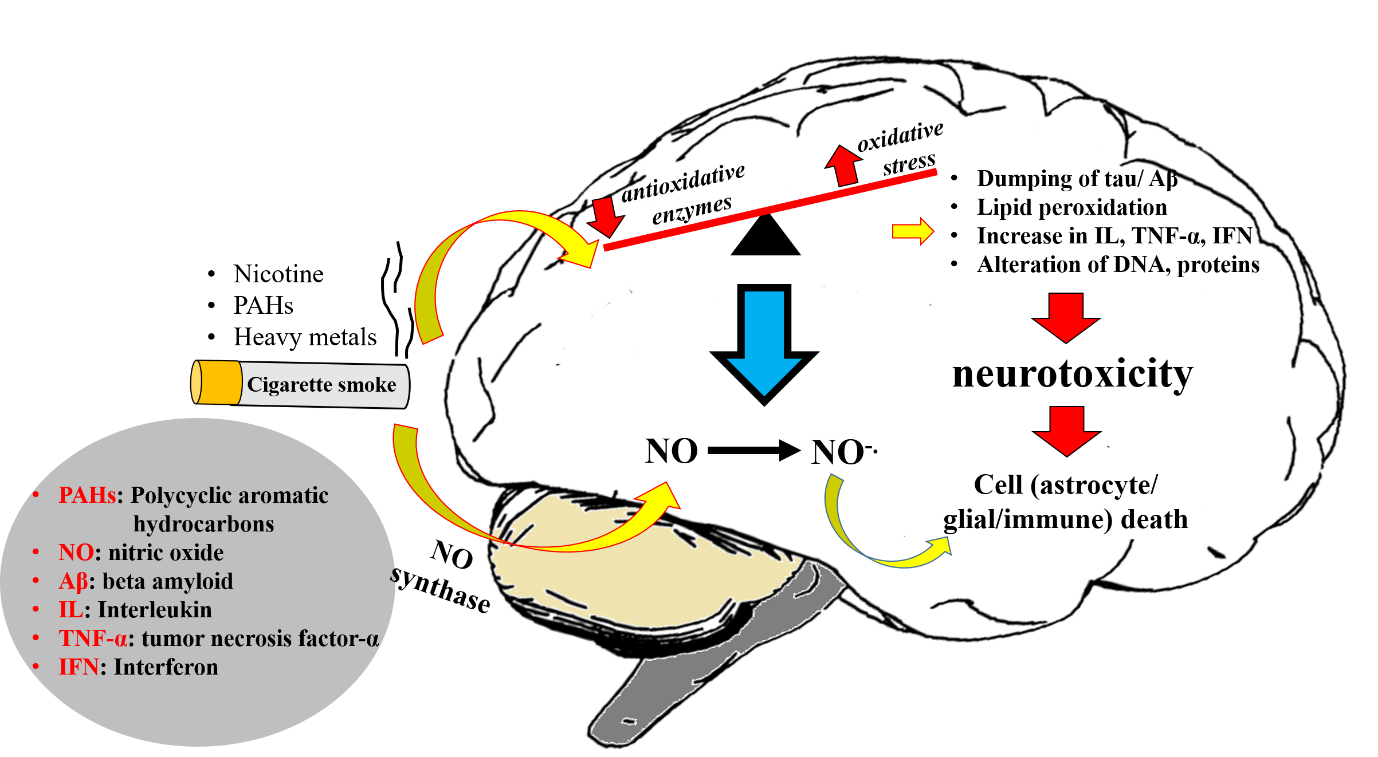 antioxidative
enzymes
oxidative
stress
• Dumping of tau/ Aβ
• Lipid peroxidation
• Increase in IL, TNF-α, IFN
• Alteration of DNA, proteins
• Nicotine
• PAHs
• Heavy metals
Cigarette smoke
neurotoxicity
NO
NO⁻·
Cell (astrocyte/
glial/immune) death
NO
synthase
• PAHs: Polycyclic aromatic
hydrocarbons
• NO: nitric oxide
• Aβ: beta amyloid
• IL: Interleukin
• TNF-α: tumor necrosis factor-α
• IFN: Interferon